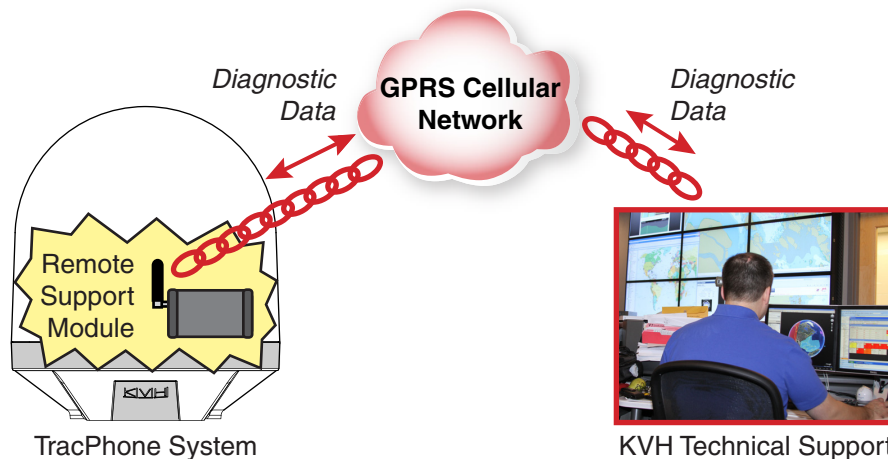 Diagnostic
Data
GPRS Cellular
Network
Diagnostic
Data
Remote
Support
Module
KVH
TracPhone System
KVH Technical Support